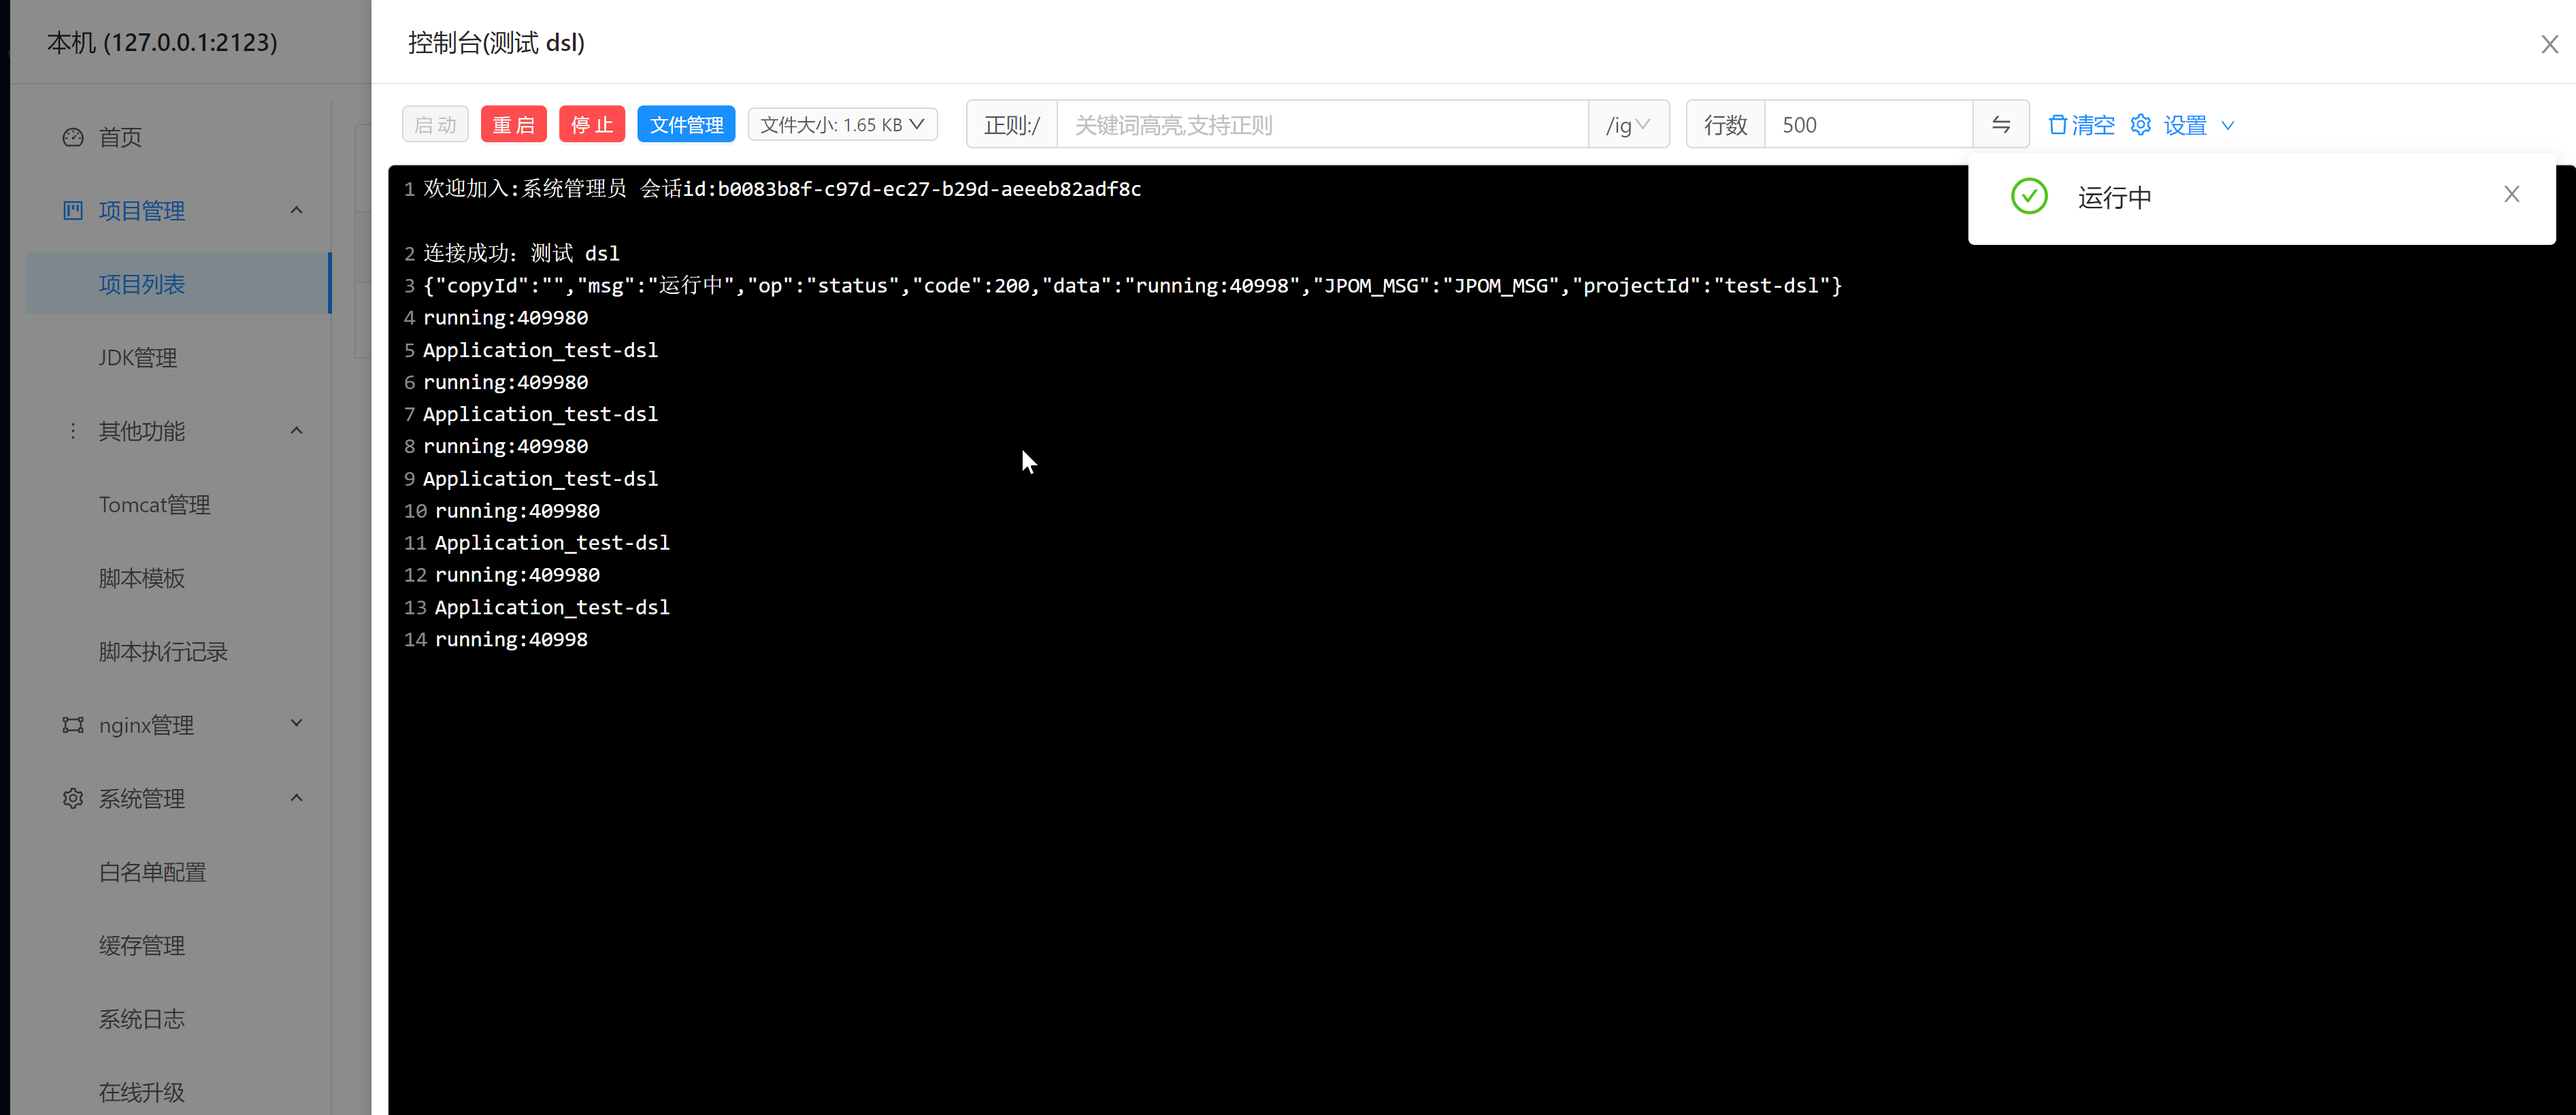 本机 (127.0.0.1:2123)
首页
项目管理
项目列表
JDK管理
其他功能
Tomcat管理
脚本模板
脚本执行记录
nginx管理
系统管理
白名单配置
缓存管理
系统日志
在线升级
控制台(测试 dsl)
启 动 重 启 停 止 文件管理 文件大小: 1.65 KB 正则:/ 关键词高亮,支持正则 /ig 行数 500 清空 设置
运行中
1 欢迎加入:系统管理员 会话id:b0083b8f-c97d-ec27-b29d-aeeeb82adf8c
2 连接成功: 测试 dsl
3 {"copyId":"","msg":"运行中","op":"status","code":200,"data":"running:40998","JPOM_MSG":"JPOM_MSG","projectId":"test-dsl"}
4 running:409980
5 Application_test-dsl
6 running:409980
7 Application_test-dsl
8 running:409980
9 Application_test-dsl
10 running:409980
11 Application_test-dsl
12 running:409980
13 Application_test-dsl
14 running:40998